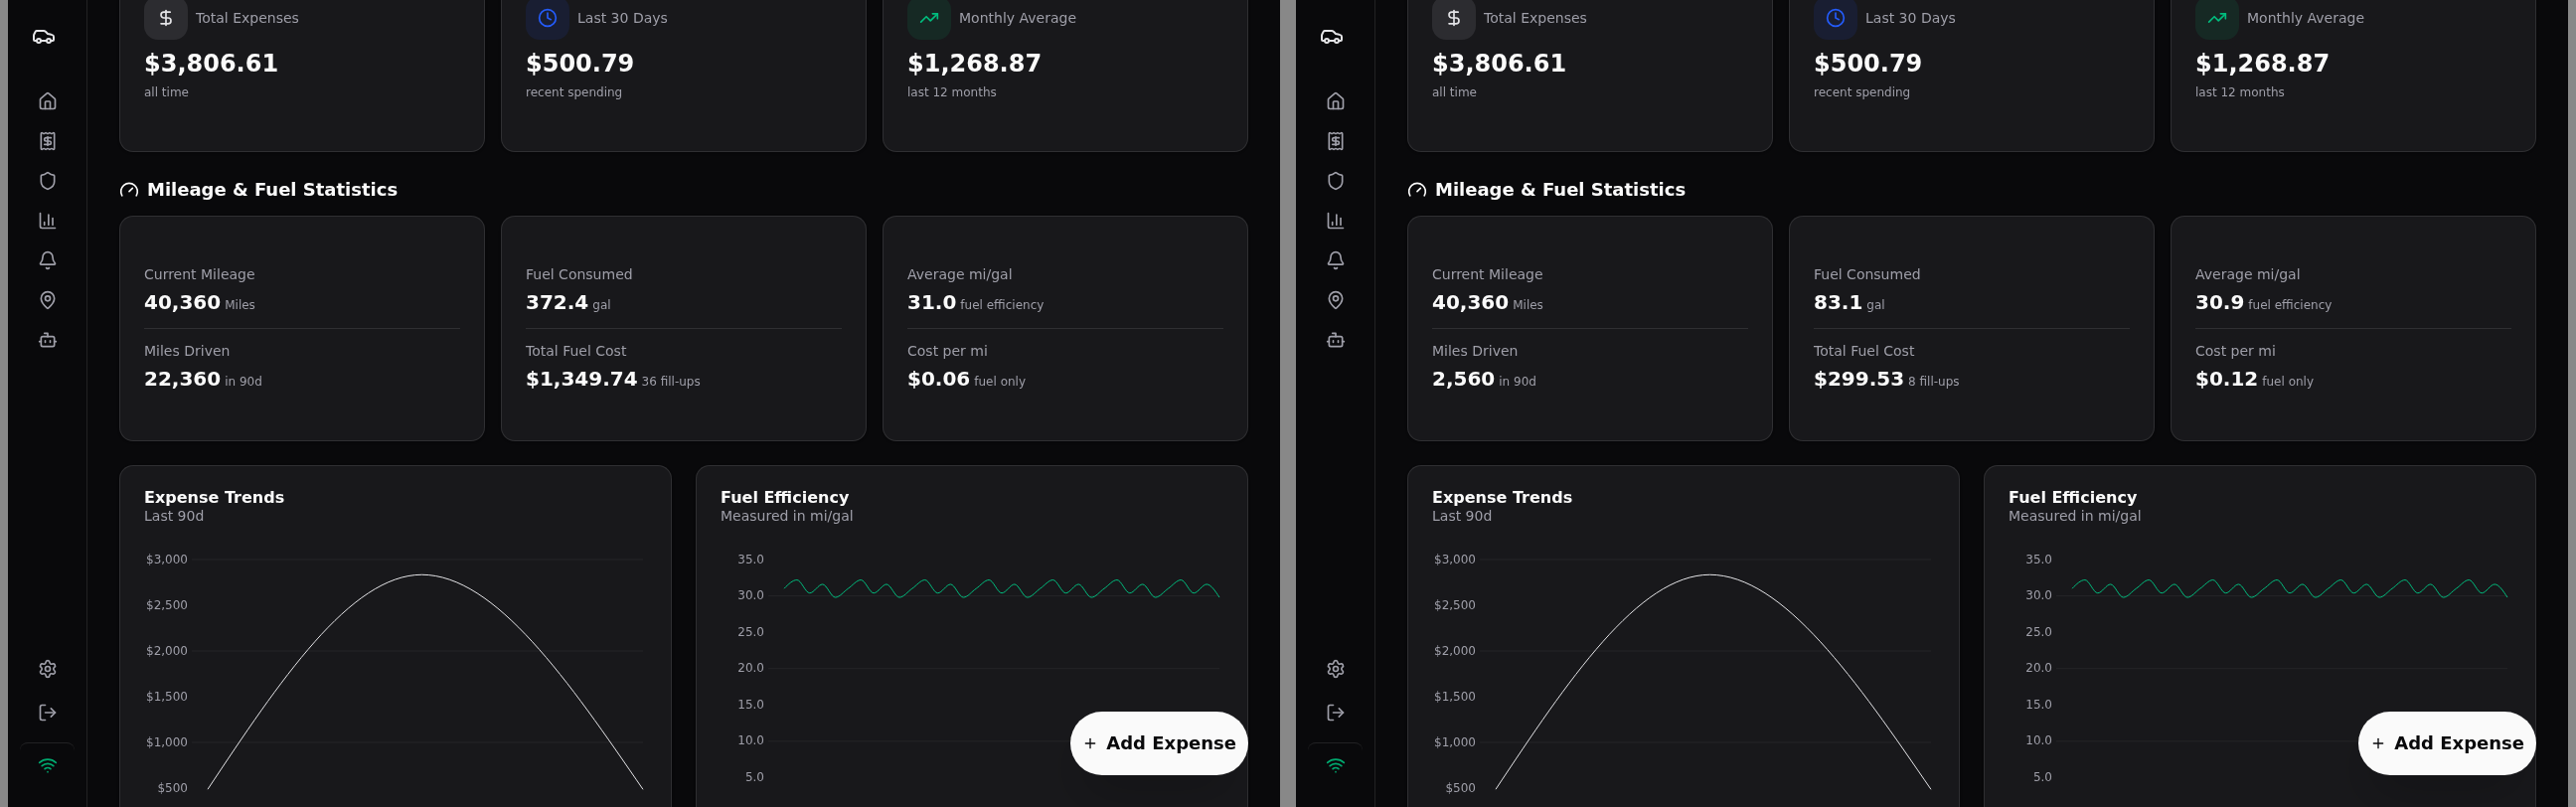 Total Expenses
$3,806.61
all time
Last 30 Days
$500.79
recent spending
Monthly Average
$1,268.87
last 12 months
Mileage & Fuel Statistics
Current Mileage
40,360 Miles
Miles Driven
22,360 in 90d
Fuel Consumed
372.4 gal
Total Fuel Cost
$1,349.74 36 fill-ups
Average mi/gal
31.0 fuel efficiency
Cost per mi
$0.06 fuel only
Expense Trends
Last 90d
$3,000
$2,500
$2,000
$1,500
$1,000
$500
Fuel Efficiency
Measured in mi/gal
35.0
30.0
25.0
20.0
15.0
10.0
5.0
+ Add Expense
Total Expenses
$3,806.61
all time
Last 30 Days
$500.79
recent spending
Monthly Average
$1,268.87
last 12 months
Mileage & Fuel Statistics
Current Mileage
40,360 Miles
Miles Driven
2,560 in 90d
Fuel Consumed
83.1 gal
Total Fuel Cost
$299.53 8 fill-ups
Average mi/gal
30.9 fuel efficiency
Cost per mi
$0.12 fuel only
Expense Trends
Last 90d
$3,000
$2,500
$2,000
$1,500
$1,000
$500
Fuel Efficiency
Measured in mi/gal
35.0
30.0
25.0
20.0
15.0
10.0
5.0
+ Add Expense